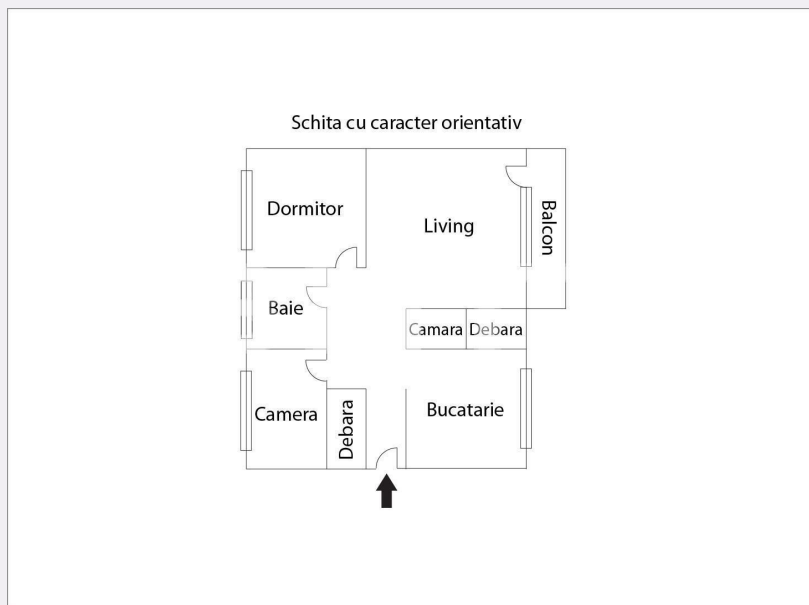 Schita cu caracter orientativ
Dormitor
Living
Balcon
Baie
Camara
Debara
Camera
Debara
Bucatarie